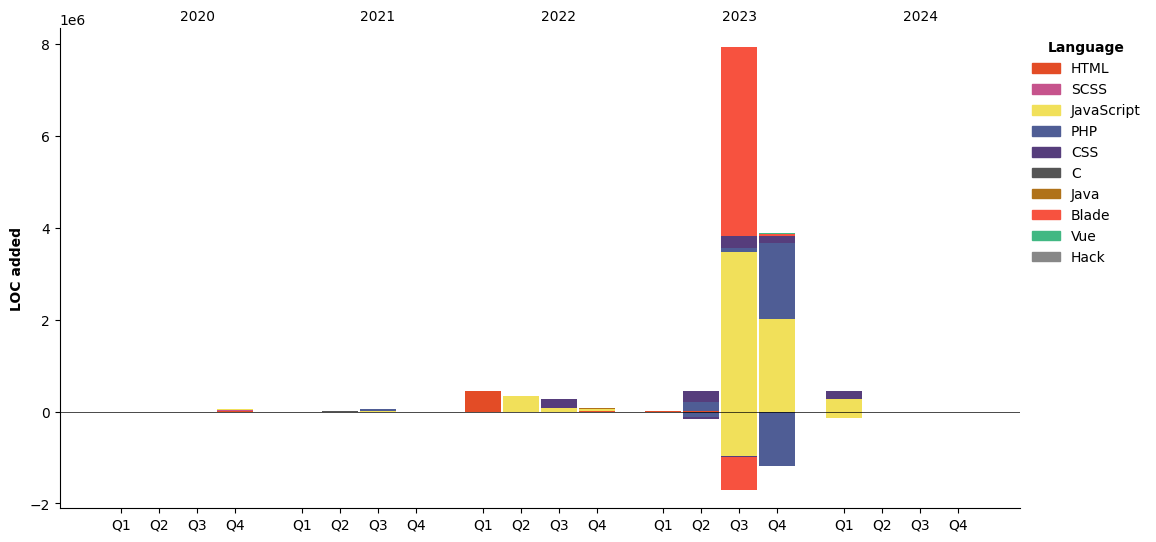 2020 2021 2022 2023 2024
1e6
8
6
4
2
0
−2
LOC added
Q1 Q2 Q3 Q4 Q1 Q2 Q3 Q4 Q1 Q2 Q3 Q4 Q1 Q2 Q3 Q4 Q1 Q2 Q3 Q4
Language
HTML
SCSS
JavaScript
PHP
CSS
C
Java
Blade
Vue
Hack